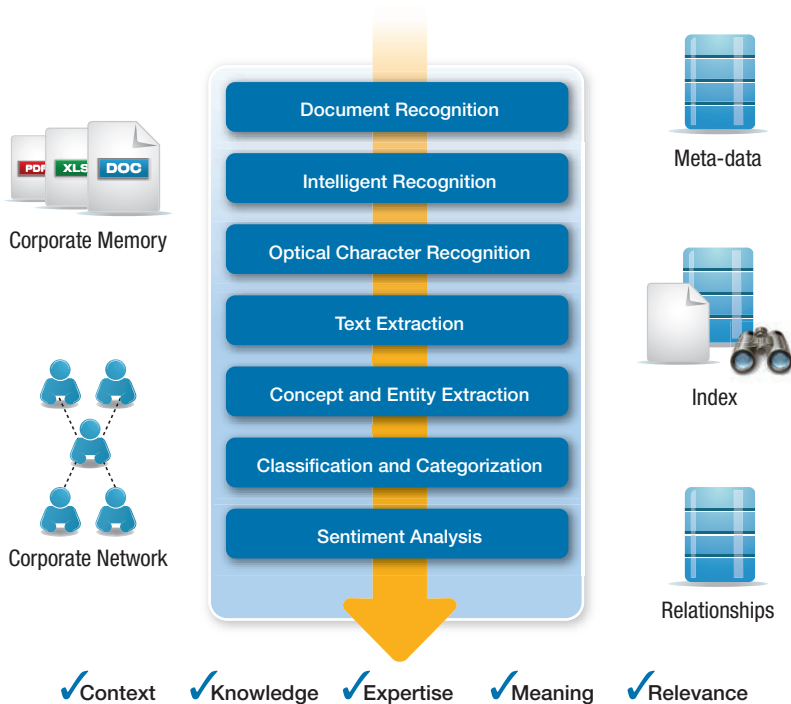 Document Recognition
Intelligent Recognition
Optical Character Recognition
Text Extraction
Concept and Entity Extraction
Classification and Categorization
Sentiment Analysis
PDF
XLS
DOC
Corporate Memory
Corporate Network
Meta-data
Index
Relationships
✓Context ✓Knowledge ✓Expertise ✓Meaning ✓Relevance